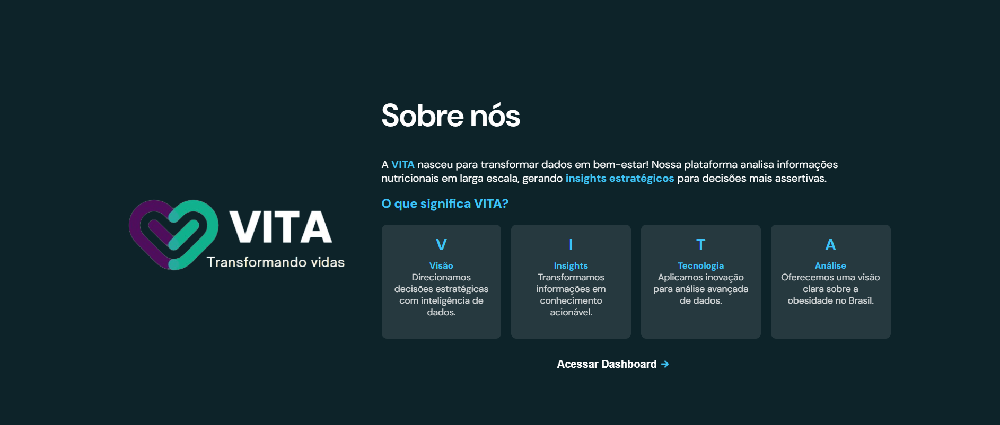 Sobre nós
A VITA nasceu para transformar dados em bem-estar! Nossa plataforma analisa informações
nutricionais em larga escala, gerando insights estratégicos para decisões mais assertivas.
O que significa VITA?
VITA
Transformando vidas
V
Visão
Direcionamos
decisões estratégicas
com inteligência de
dados.
I
Insights
Transformamos
informações em
conhecimento
acionável.
T
Tecnologia
Aplicamos inovação
para análise avançada
de dados.
A
Análise
Oferecemos uma visão
clara sobre a
obesidade no Brasil.
Acessar Dashboard →